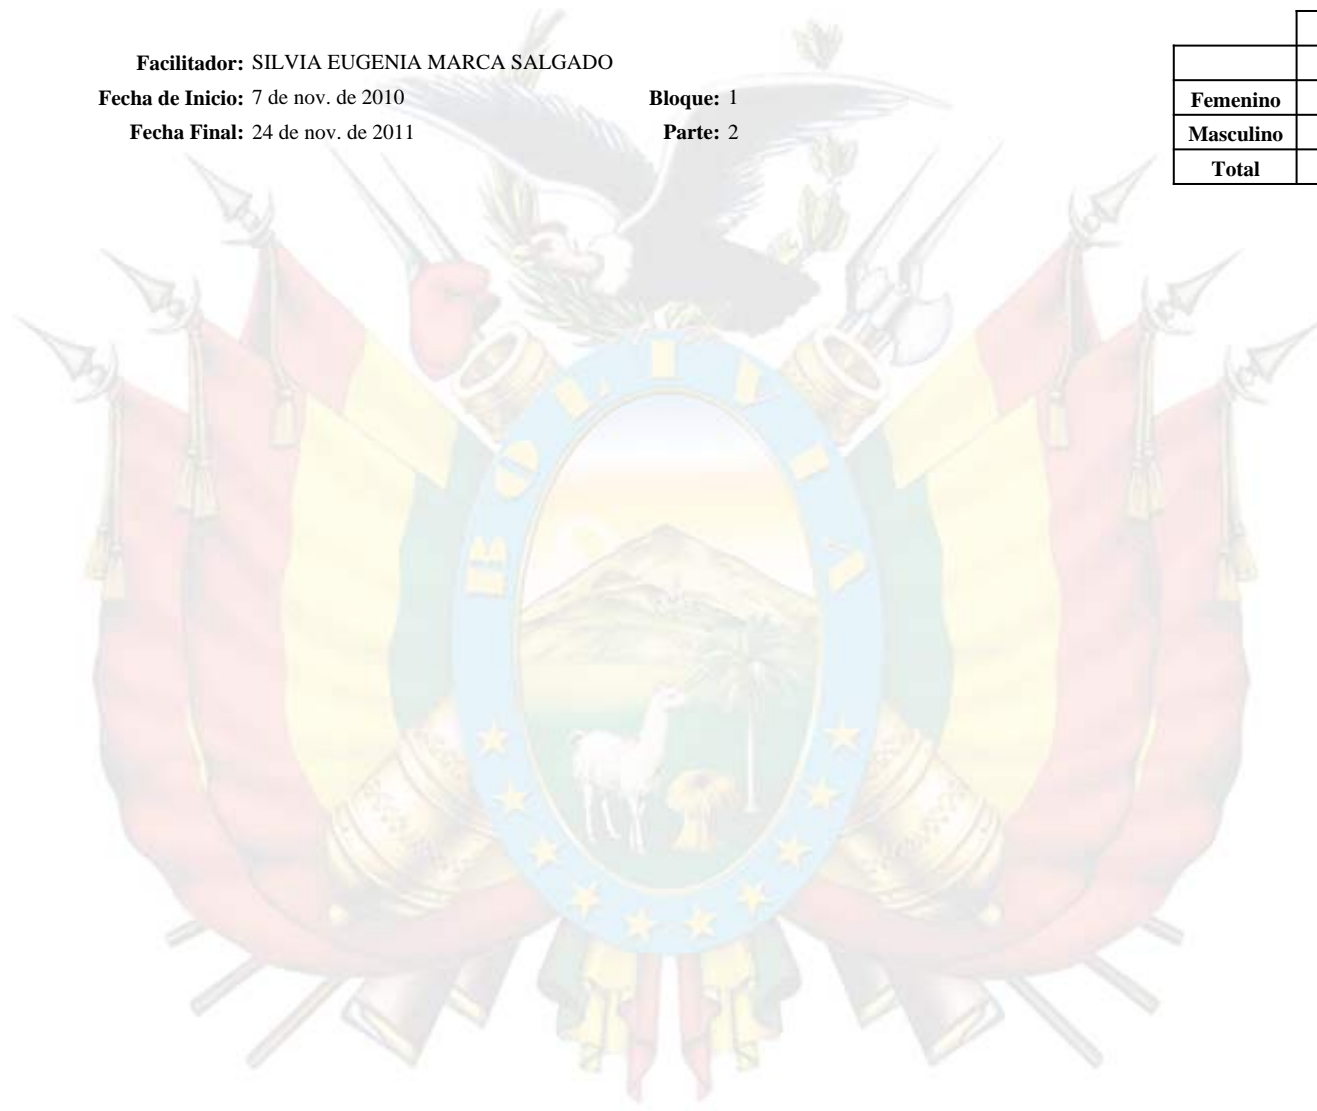 Facilitador: SILVIA EUGENIA MARCA SALGADO
Fecha de Inicio: 7 de nov. de 2010 Bloque: 1
Fecha Final: 24 de nov. de 2011 Parte: 2
Femenino
Masculino
Total
BOLIVIA